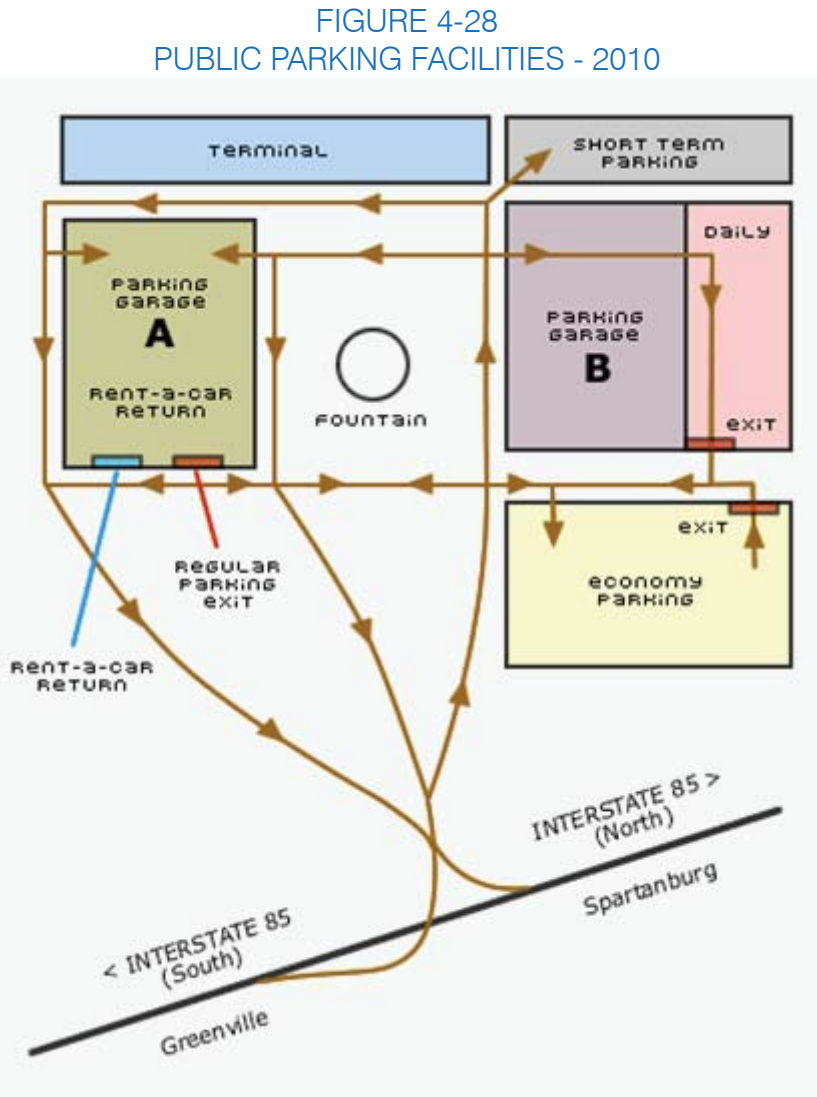 FIGURE 4-28
PUBLIC PARKING FACILITIES - 2010
TERMINAL
SHORT TERM
PARKING
DAILY
PARKING
GARAGE
A
RENT-A-CAR
RETURN
PARKING
GARAGE
B
FOUNTAIN
EXIT
REGULAR
PARKING
EXIT
EXIT
ECONOMY
PARKING
RENT-A-CAR
RETURN
INTERSTATE 85 >
(North)
Spartanburg
< INTERSTATE 85
(South)
Greenville